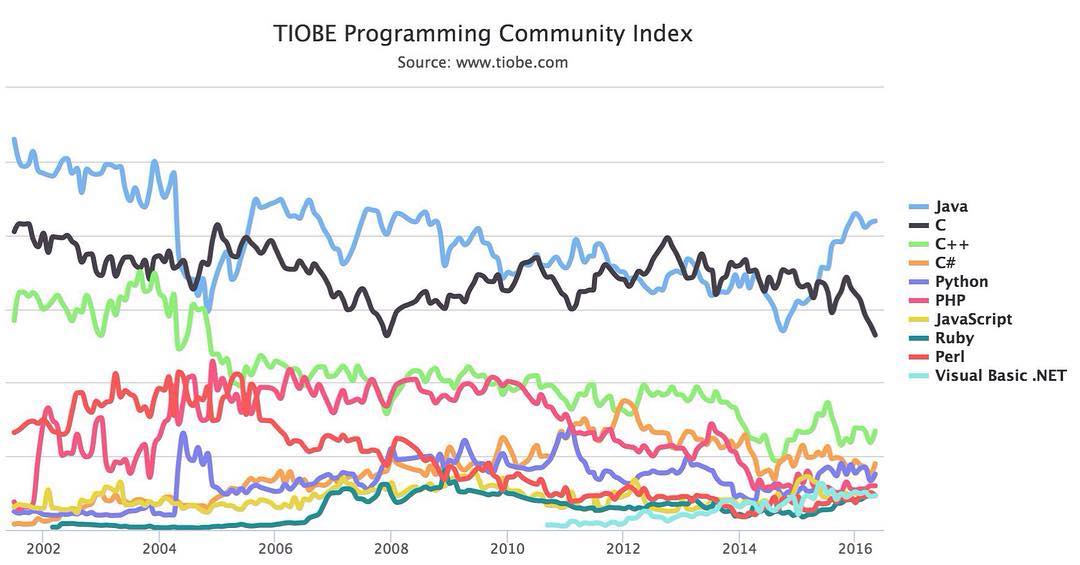 TIOBE Programming Community Index
Source: www.tiobe.com
Java
C
C++
C#
Python
PHP
JavaScript
Ruby
Perl
Visual Basic .NET
2002 2004 2006 2008 2010 2012 2014 2016